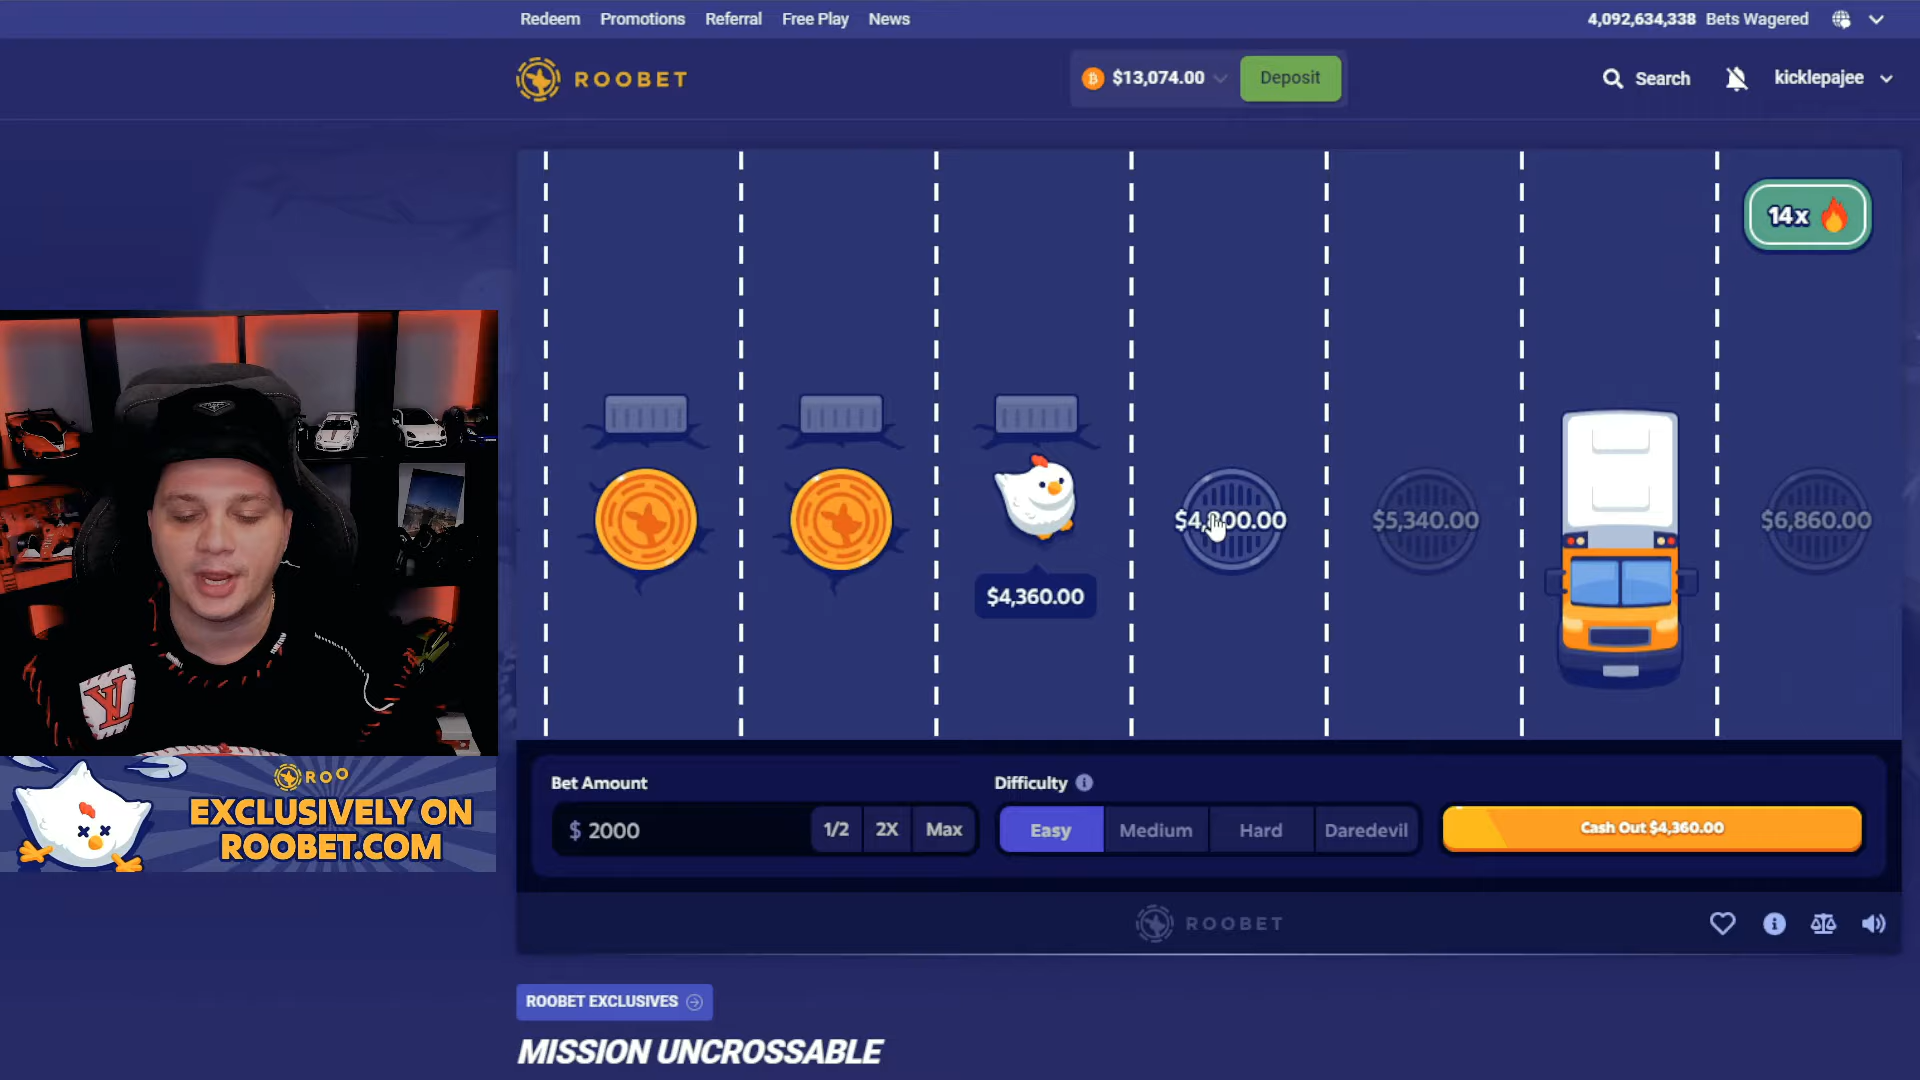 Redeem Promotions Referral Free Play News
4,092,634,338 Bets Wagered
ROOBET
$13,074.00
Deposit
Search
kicklepajee
14x
$5,340.00
$6,860.00
$4,360.00
Bet Amount
$ 2000
1/2 2X Max
Difficulty
Easy Medium Hard Daredevil
Cash Out $4,360.00
ROO
EXCLUSIVELY ON
ROOBET.COM
ROOBET
ROOBET EXCLUSIVES
MISSION UNCROSSABLE